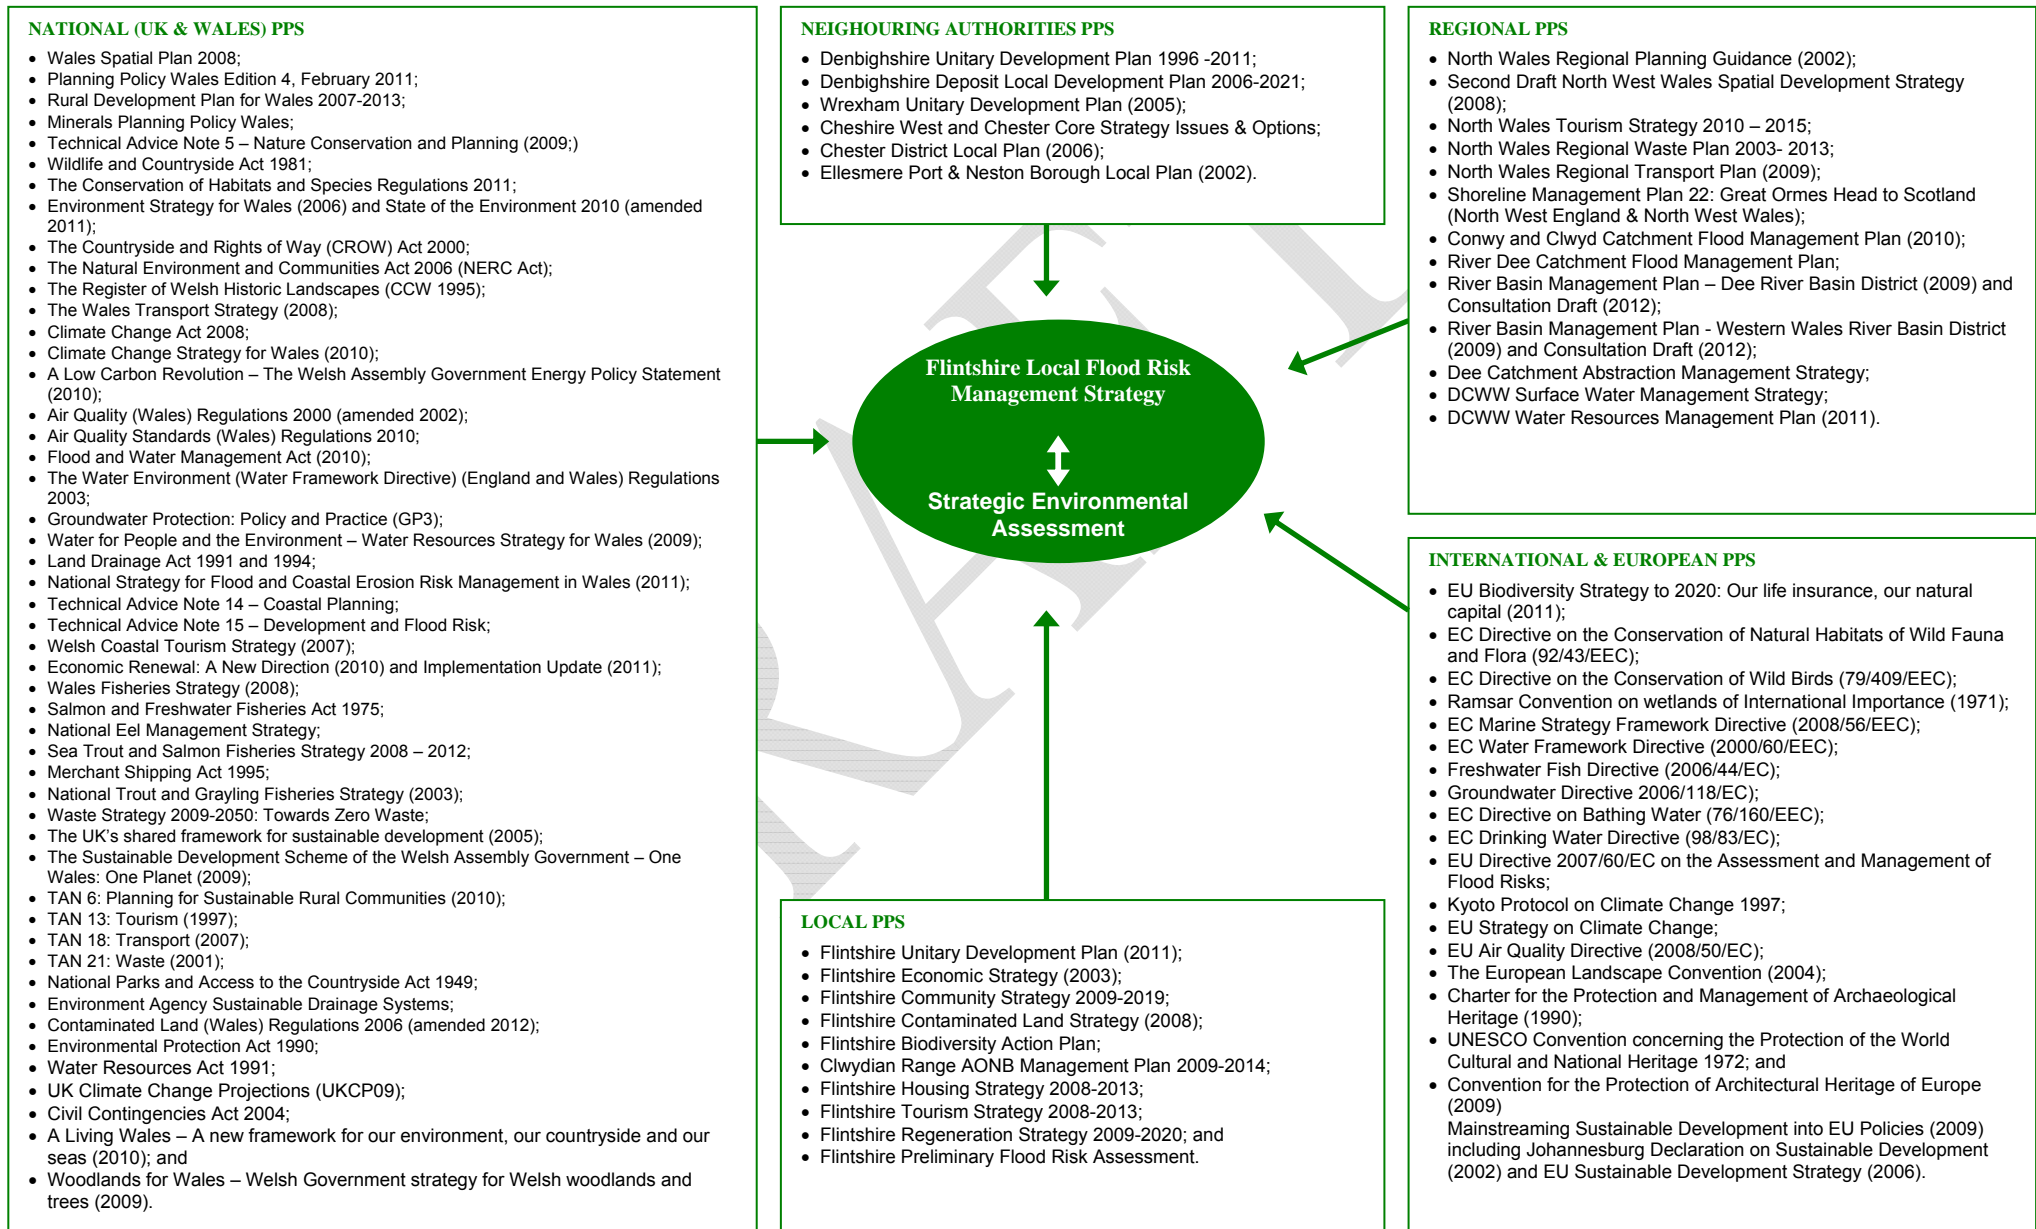 NATIONAL (UK & WALES) PPS
• Wales Spatial Plan 2008;
• Planning Policy Wales Edition 4, February 2011;
• Rural Development Plan for Wales 2007-2013;
• Minerals Planning Policy Wales;
• Technical Advice Note 5 – Nature Conservation and Planning (2009;)
• Wildlife and Countryside Act 1981;
• The Conservation of Habitats and Species Regulations 2011;
• Environment Strategy for Wales (2006) and State of the Environment 2010 (amended
2011);
• The Countryside and Rights of Way (CROW) Act 2000;
• The Natural Environment and Communities Act 2006 (NERC Act);
• The Register of Welsh Historic Landscapes (CCW 1995);
• The Wales Transport Strategy (2008);
• Climate Change Act 2008;
• Climate Change Strategy for Wales (2010);
• A Low Carbon Revolution – The Welsh Assembly Government Energy Policy Statement
(2010);
• Air Quality (Wales) Regulations 2000 (amended 2002);
• Air Quality Standards (Wales) Regulations 2010;
• Flood and Water Management Act (2010);
• The Water Environment (Water Framework Directive) (England and Wales) Regulations
2003;
• Groundwater Protection: Policy and Practice (GP3);
• Water for People and the Environment – Water Resources Strategy for Wales (2009);
• Land Drainage Act 1991 and 1994;
• National Strategy for Flood and Coastal Erosion Risk Management in Wales (2011);
• Technical Advice Note 14 – Coastal Planning;
• Technical Advice Note 15 – Development and Flood Risk;
• Welsh Coastal Tourism Strategy (2007);
• Economic Renewal: A New Direction (2010) and Implementation Update (2011);
• Wales Fisheries Strategy (2008);
• Salmon and Freshwater Fisheries Act 1975;
• National Eel Management Strategy;
• Sea Trout and Salmon Fisheries Strategy 2008 – 2012;
• Merchant Shipping Act 1995;
• National Trout and Grayling Fisheries Strategy (2003);
• Waste Strategy 2009-2050: Towards Zero Waste;
• The UK's shared framework for sustainable development (2005);
• The Sustainable Development Scheme of the Welsh Assembly Government – One
Wales: One Planet (2009);
• TAN 6: Planning for Sustainable Rural Communities (2010);
• TAN 13: Tourism (1997);
• TAN 18: Transport (2007);
• TAN 21: Waste (2001);
• National Parks and Access to the Countryside Act 1949;
• Environment Agency Sustainable Drainage Systems;
• Contaminated Land (Wales) Regulations 2006 (amended 2012);
• Environmental Protection Act 1990;
• Water Resources Act 1991;
• UK Climate Change Projections (UKCP09);
• Civil Contingencies Act 2004;
• A Living Wales – A new framework for our environment, our countryside and our
seas (2010); and
• Woodlands for Wales – Welsh Government strategy for Welsh woodlands and
trees (2009).
NEIGHOURING AUTHORITIES PPS
• Denbighshire Unitary Development Plan 1996 -2011;
• Denbighshire Deposit Local Development Plan 2006-2021;
• Wrexham Unitary Development Plan (2005);
• Cheshire West and Chester Core Strategy Issues & Options;
• Chester District Local Plan (2006);
• Ellesmere Port & Neston Borough Local Plan (2002).
Flintshire Local Flood Risk
Management Strategy
Strategic Environmental
Assessment
LOCAL PPS
• Flintshire Unitary Development Plan (2011);
• Flintshire Economic Strategy (2003);
• Flintshire Community Strategy 2009-2019;
• Flintshire Contaminated Land Strategy (2008);
• Flintshire Biodiversity Action Plan;
• Clwydian Range AONB Management Plan 2009-2014;
• Flintshire Housing Strategy 2008-2013;
• Flintshire Tourism Strategy 2008-2013;
• Flintshire Regeneration Strategy 2009-2020; and
• Flintshire Preliminary Flood Risk Assessment.
REGIONAL PPS
• North Wales Regional Planning Guidance (2002);
• Second Draft North West Wales Spatial Development Strategy
(2008);
• North Wales Tourism Strategy 2010 – 2015;
• North Wales Regional Waste Plan 2003- 2013;
• North Wales Regional Transport Plan (2009);
• Shoreline Management Plan 22: Great Ormes Head to Scotland
(North West England & North West Wales);
• Conwy and Clwyd Catchment Flood Management Plan (2010);
• River Dee Catchment Flood Management Plan;
• River Basin Management Plan – Dee River Basin District (2009) and
Consultation Draft (2012);
• River Basin Management Plan - Western Wales River Basin District
(2009) and Consultation Draft (2012);
• Dee Catchment Abstraction Management Strategy;
• DCWW Surface Water Management Strategy;
• DCWW Water Resources Management Plan (2011).
INTERNATIONAL & EUROPEAN PPS
• EU Biodiversity Strategy to 2020: Our life insurance, our natural
capital (2011);
• EC Directive on the Conservation of Natural Habitats of Wild Fauna
and Flora (92/43/EEC);
• EC Directive on the Conservation of Wild Birds (79/409/EEC);
• Ramsar Convention on wetlands of International Importance (1971);
• EC Marine Strategy Framework Directive (2008/56/EEC);
• EC Water Framework Directive (2000/60/EEC);
• Freshwater Fish Directive (2006/44/EC);
• Groundwater Directive 2006/118/EC);
• EC Directive on Bathing Water (76/160/EEC);
• EC Drinking Water Directive (98/83/EC);
• EU Directive 2007/60/EC on the Assessment and Management of
Flood Risks;
• Kyoto Protocol on Climate Change 1997;
• EU Strategy on Climate Change;
• EU Air Quality Directive (2008/50/EC);
• The European Landscape Convention (2004);
• Charter for the Protection and Management of Archaeological
Heritage (1990);
• UNESCO Convention concerning the Protection of the World
Cultural and National Heritage 1972; and
• Convention for the Protection of Architectural Heritage of Europe
(2009)
Mainstreaming Sustainable Development into EU Policies (2009)
including Johannesburg Declaration on Sustainable Development
(2002) and EU Sustainable Development Strategy (2006).